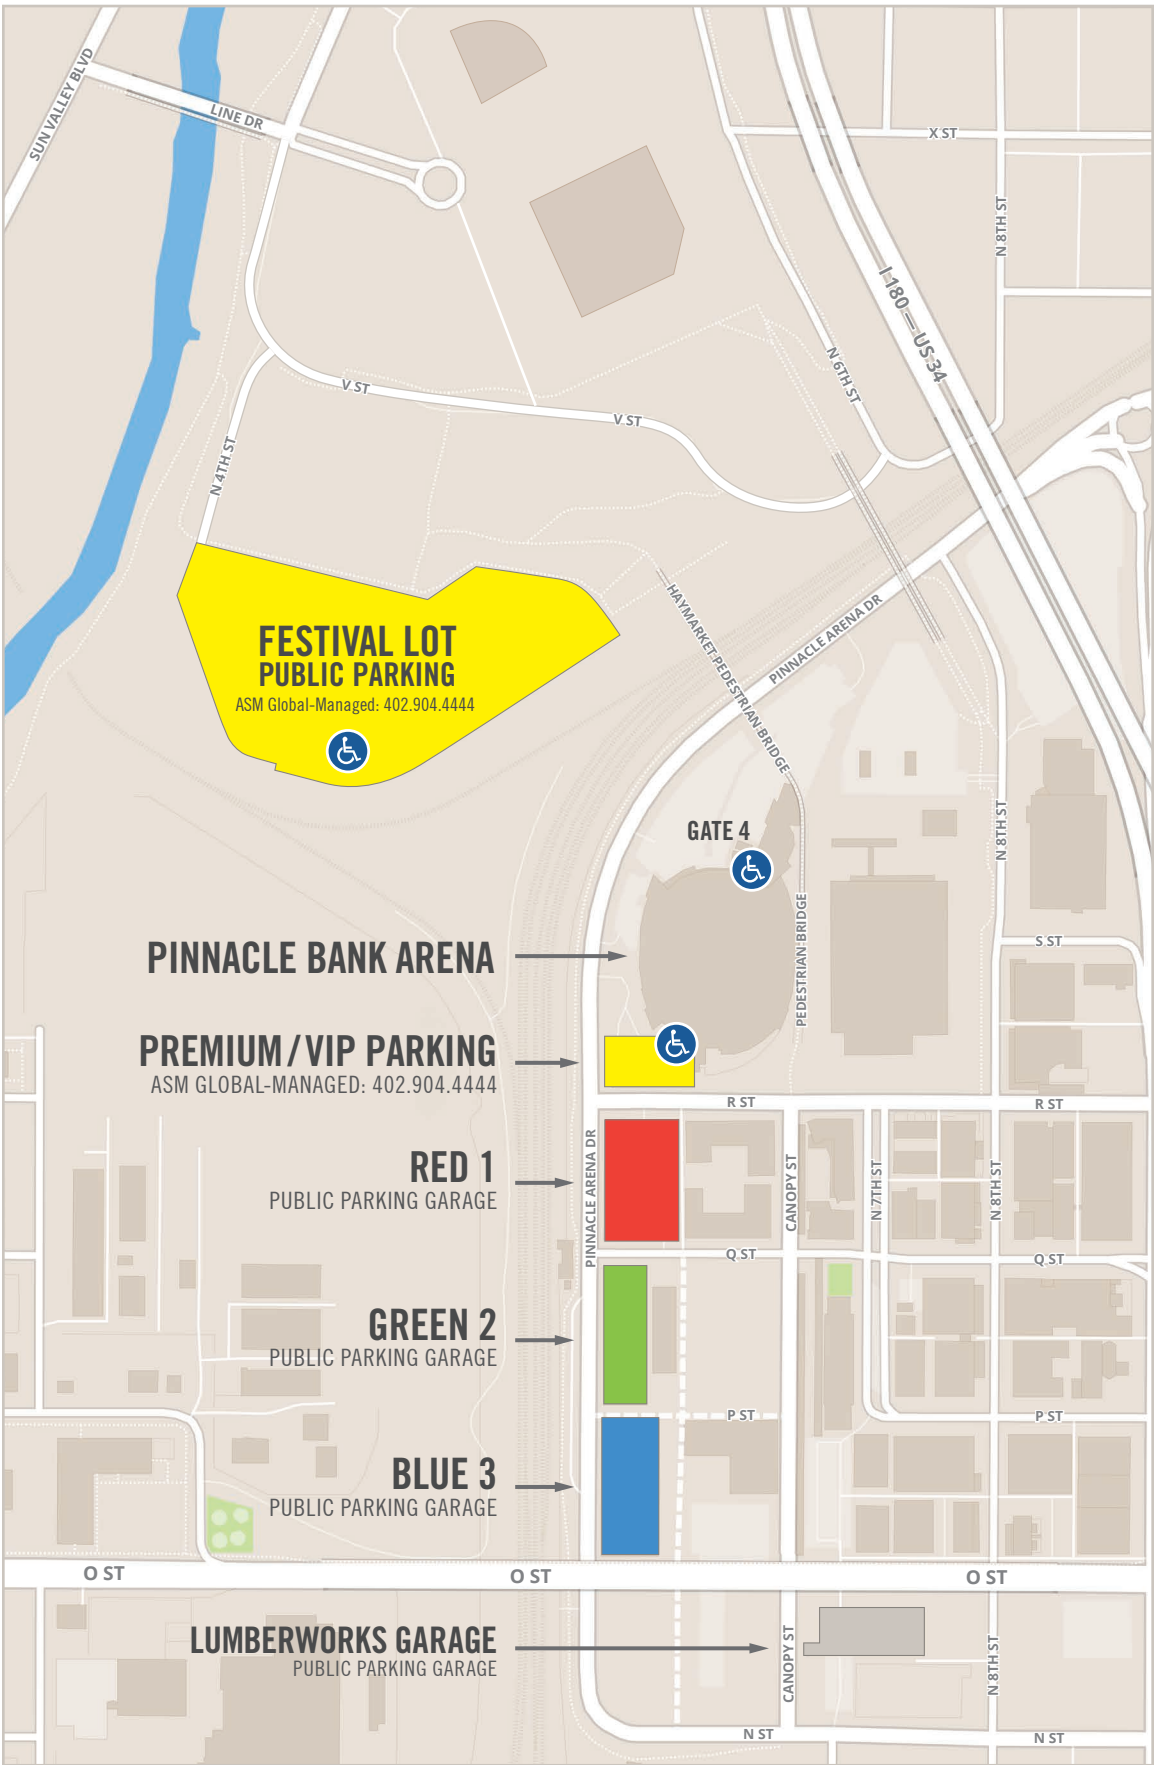 SUN VALLEY BLVD
LINE DR
X ST
N 8TH ST
I-180 — US 34
N 6TH ST
V ST
V ST
N 4TH ST
HAYMARKET PEDESTRIAN BRIDGE
PINNACLE ARENA DR
FESTIVAL LOT
PUBLIC PARKING
ASM Global-Managed: 402.904.4444
GATE 4
N 8TH ST
PEDESTRIAN BRIDGE
S ST
PINNACLE BANK ARENA
PREMIUM/VIP PARKING
ASM GLOBAL-MANAGED: 402.904.4444
R ST
R ST
RED 1
PUBLIC PARKING GARAGE
PINNACLE ARENA DR
CANOPY ST
N 7TH ST
N 8TH ST
Q ST
Q ST
GREEN 2
PUBLIC PARKING GARAGE
P ST
P ST
BLUE 3
PUBLIC PARKING GARAGE
O ST
O ST
O ST
LUMBERWORKS GARAGE
PUBLIC PARKING GARAGE
CANOPY ST
N 8TH ST
N ST
N ST